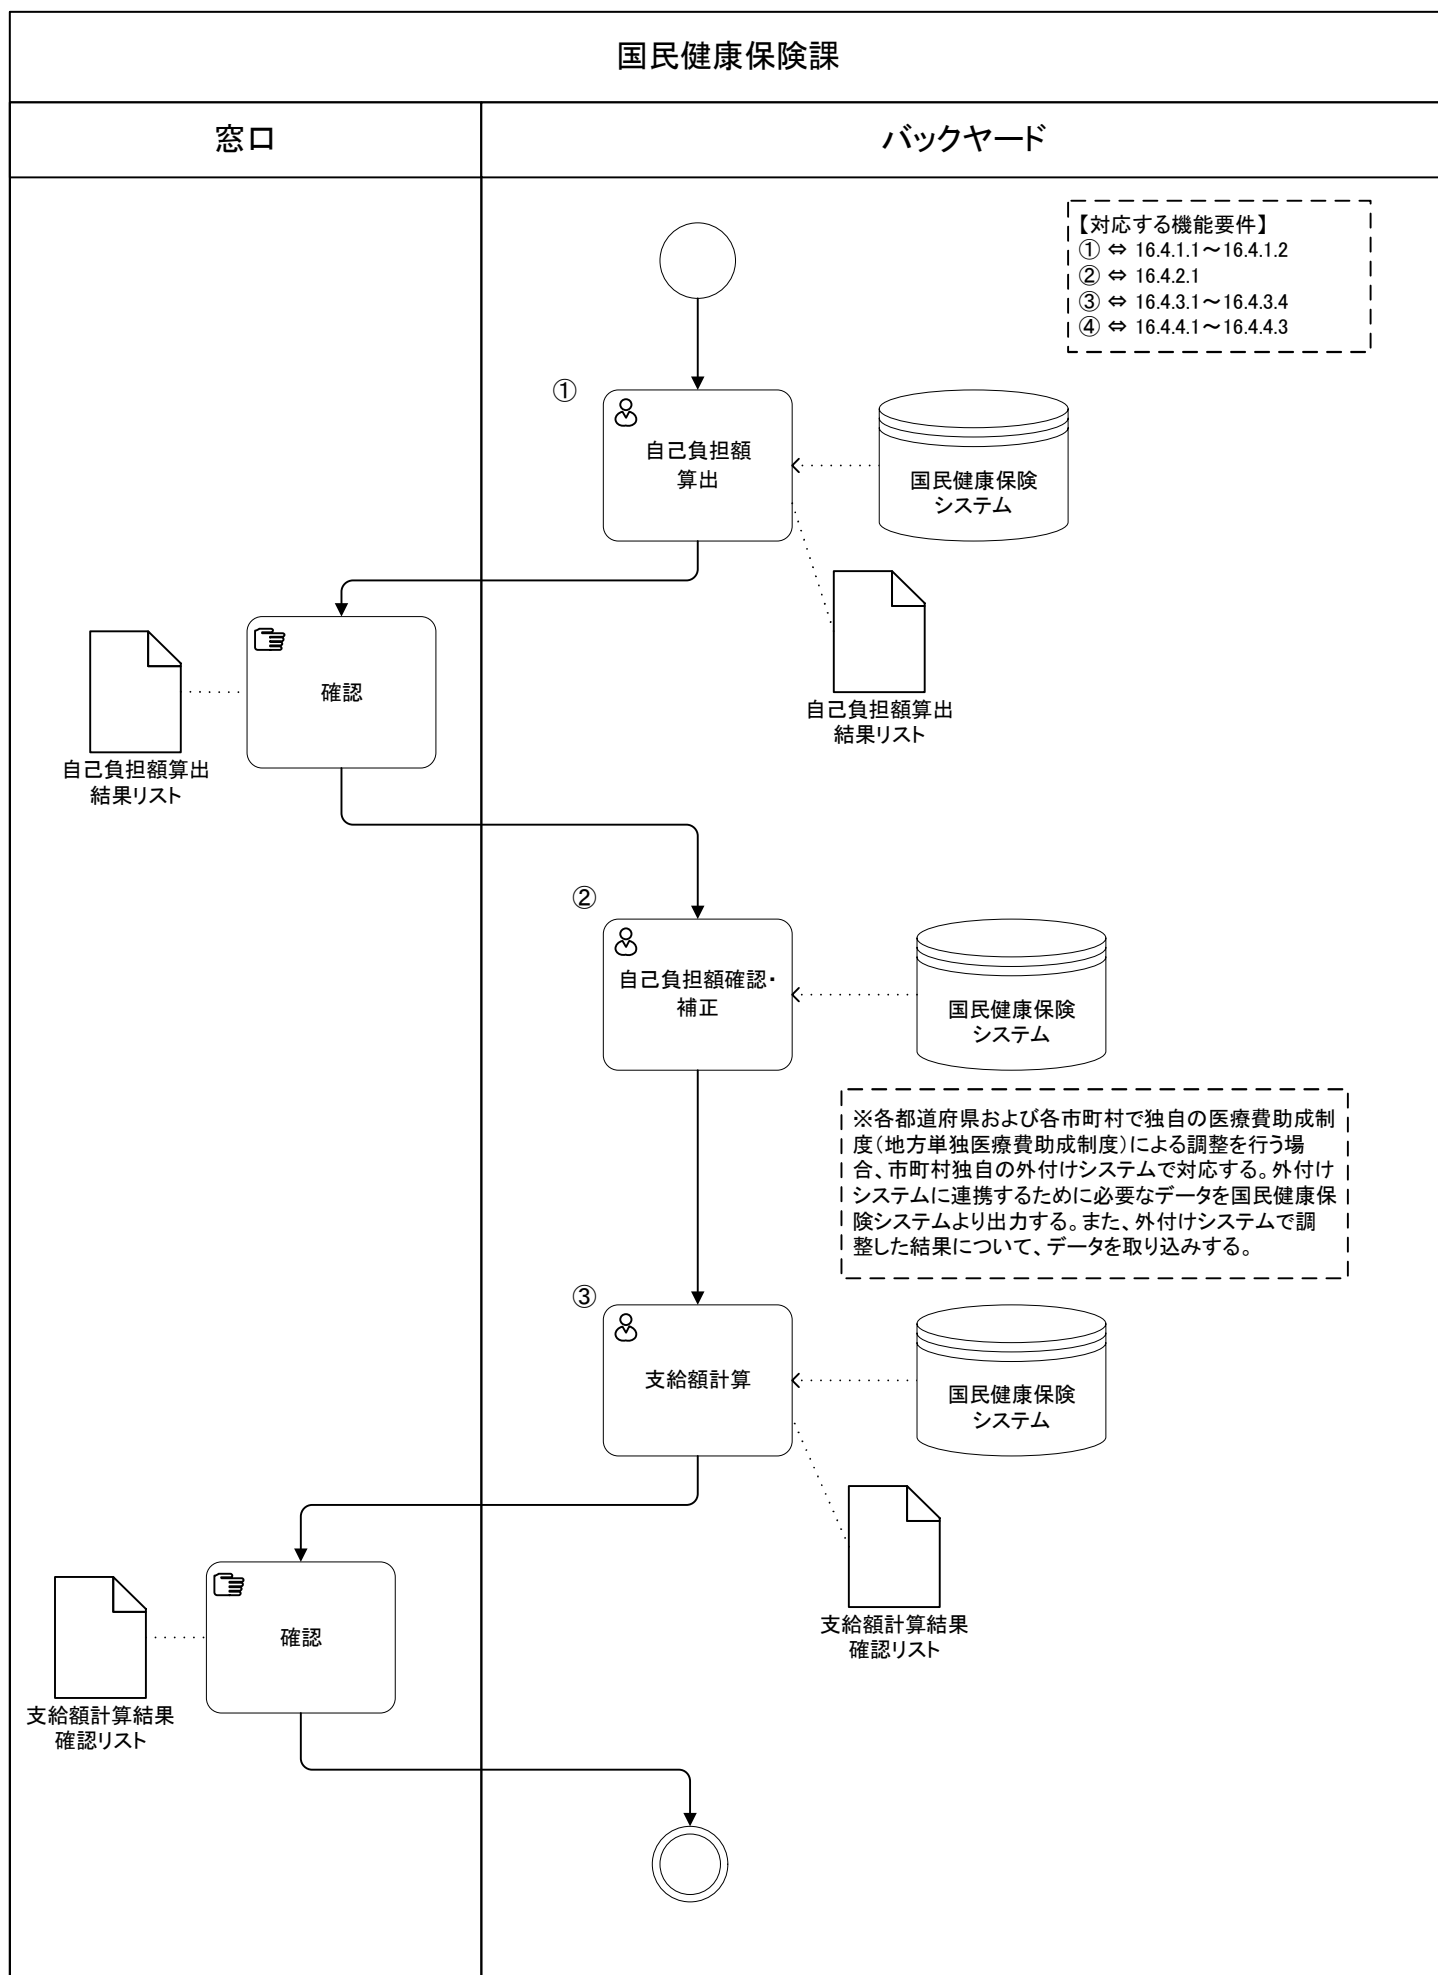 国民健康保険課
窓口
バックヤード
【対応する機能要件】
① ⇔ 16.4.1.1～16.4.1.2
② ⇔ 16.4.2.1
③ ⇔ 16.4.3.1～16.4.3.4
④ ⇔ 16.4.4.1～16.4.4.3
①
自己負担額
算出
国民健康保険
システム
自己負担額算出
結果リスト
確認
自己負担額算出
結果リスト
②
自己負担額確認・
補正
国民健康保険
システム
※各都道府県および各市町村で独自の医療費助成制
度（地方単独医療費助成制度）による調整を行う場
合、市町村独自の外付けシステムで対応する。外付け
システムに連携するために必要なデータを国民健康保
険システムより出力する。また、外付けシステムで調
整した結果について、データを取り込みする。
③
支給額計算
国民健康保険
システム
支給額計算結果
確認リスト
確認
支給額計算結果
確認リスト